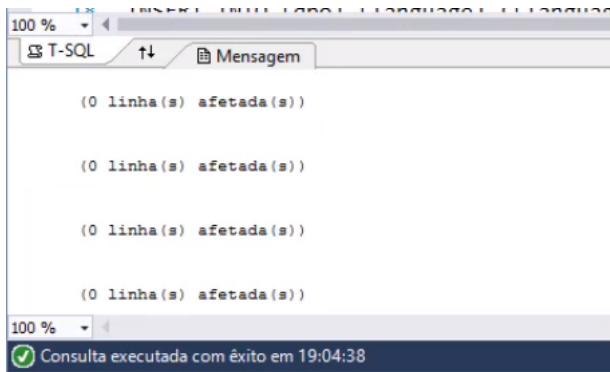 100 %
T-SQL Mensagem
(0 linha(s) afetada(s))
(0 linha(s) afetada(s))
(0 linha(s) afetada(s))
(0 linha(s) afetada(s))
100 %
Consulta executada com êxito em 19:04:38